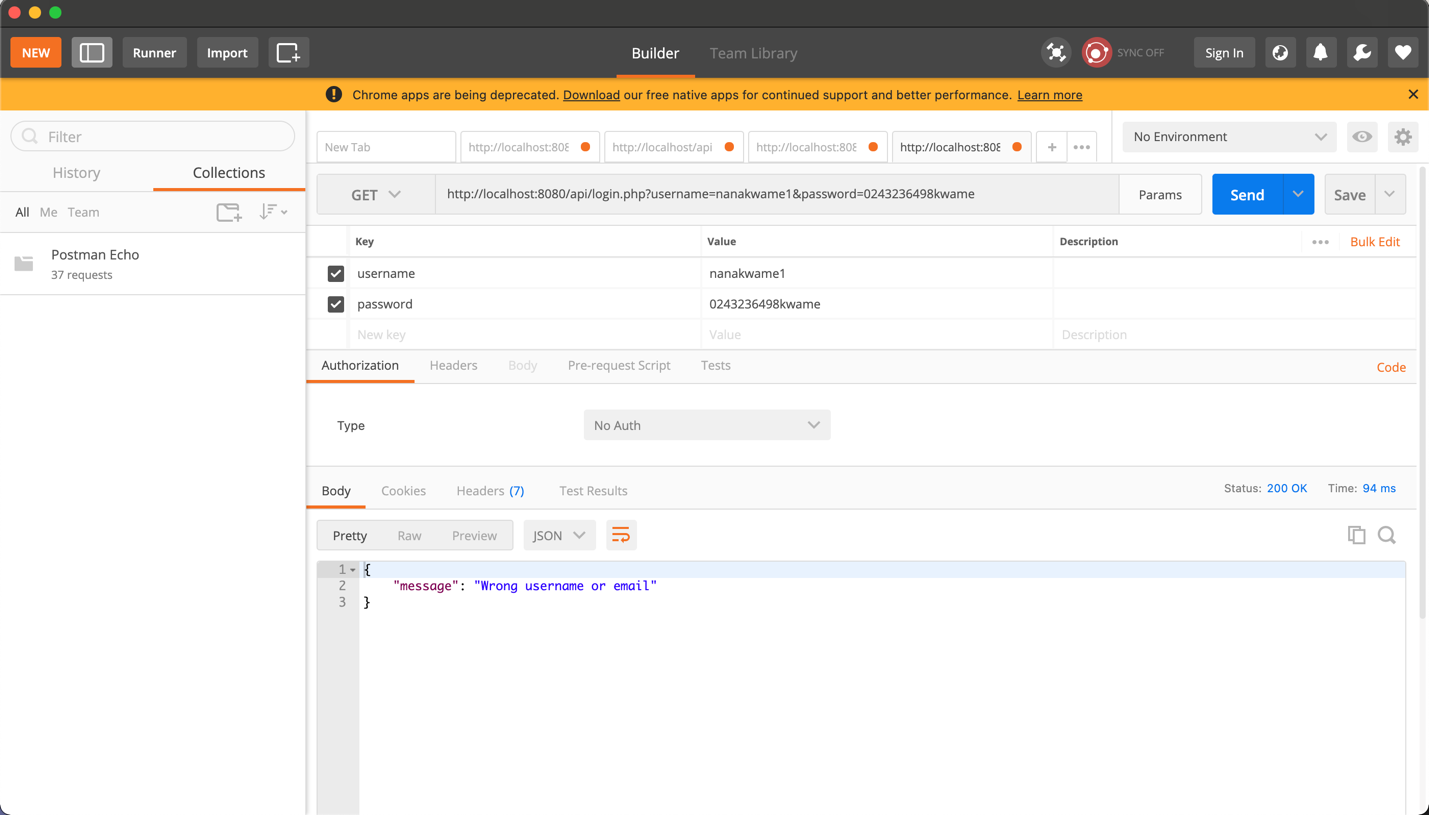 NEW Runner Import Builder Team Library SYNC OFF Sign In
Chrome apps are being deprecated. Download our free native apps for continued support and better performance. Learn more
Filter
History Collections
All Me Team
Postman Echo
37 requests
New Tab http://localhost:808 http://localhost/api http://localhost:808 http://localhost:808 + No Environment
GET http://localhost:8080/api/login.php?username=nanakwame1&password=0243236498kwame Params Send Save
Key Value Description Bulk Edit
username nanakwame1
password 0243236498kwame
New key Value Description
Authorization Headers Body Pre-request Script Tests Code
Type No Auth
Body Cookies Headers (7) Test Results Status: 200 OK Time: 94 ms
Pretty Raw Preview JSON
1 {
2 "message": "Wrong username or email"
3 }